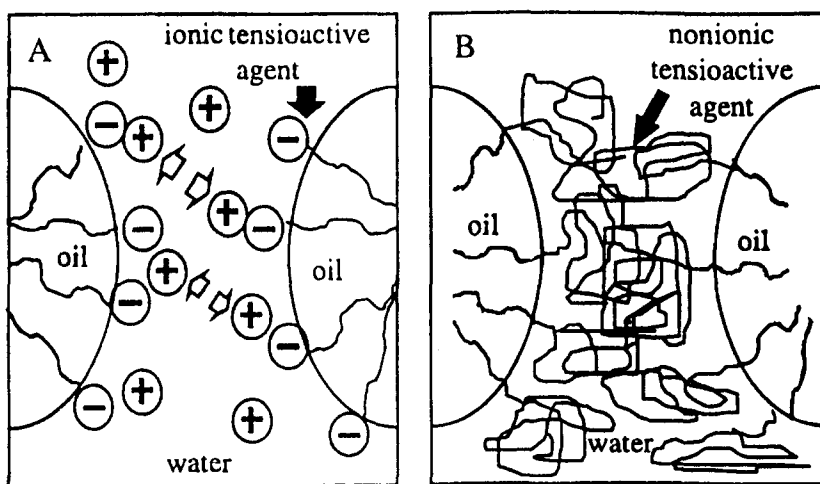 A
ionic tensioactive
agent
+
+
+
−
−
+
−
−
oil
oil
+
+
−
−
−
+
−
+
−
water
B
nonionic
tensioactive
agent
oil
oil
water